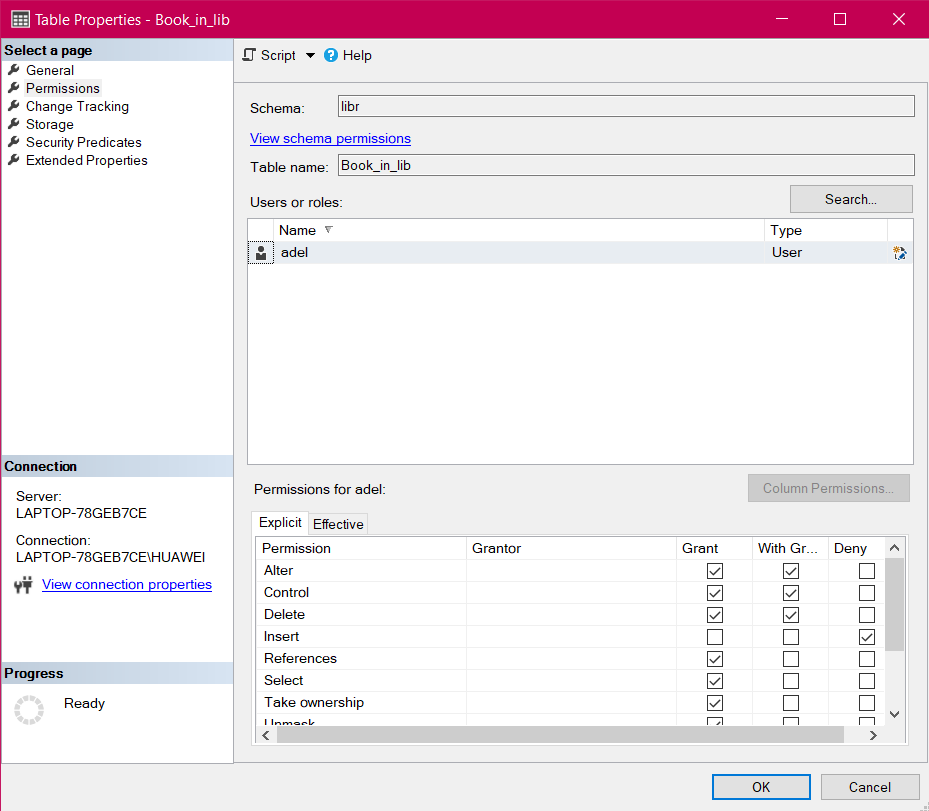 Table Properties - Book_in_lib
Select a page
General
Permissions
Change Tracking
Storage
Security Predicates
Extended Properties
Script
Help
Schema:
libr
View schema permissions
Table name:
Book_in_lib
Users or roles:
Search...
Name Type
adel User
Connection
Server:
LAPTOP-78GEB7CE
Connection:
LAPTOP-78GEB7CE\HUAWEI
View connection properties
Progress
Ready
Permissions for adel:
Column Permissions...
Explicit Effective
Permission Grantor Grant With Gr... Deny
Alter
Control
Delete
Insert
References
Select
Take ownership
Unmask
OK Cancel